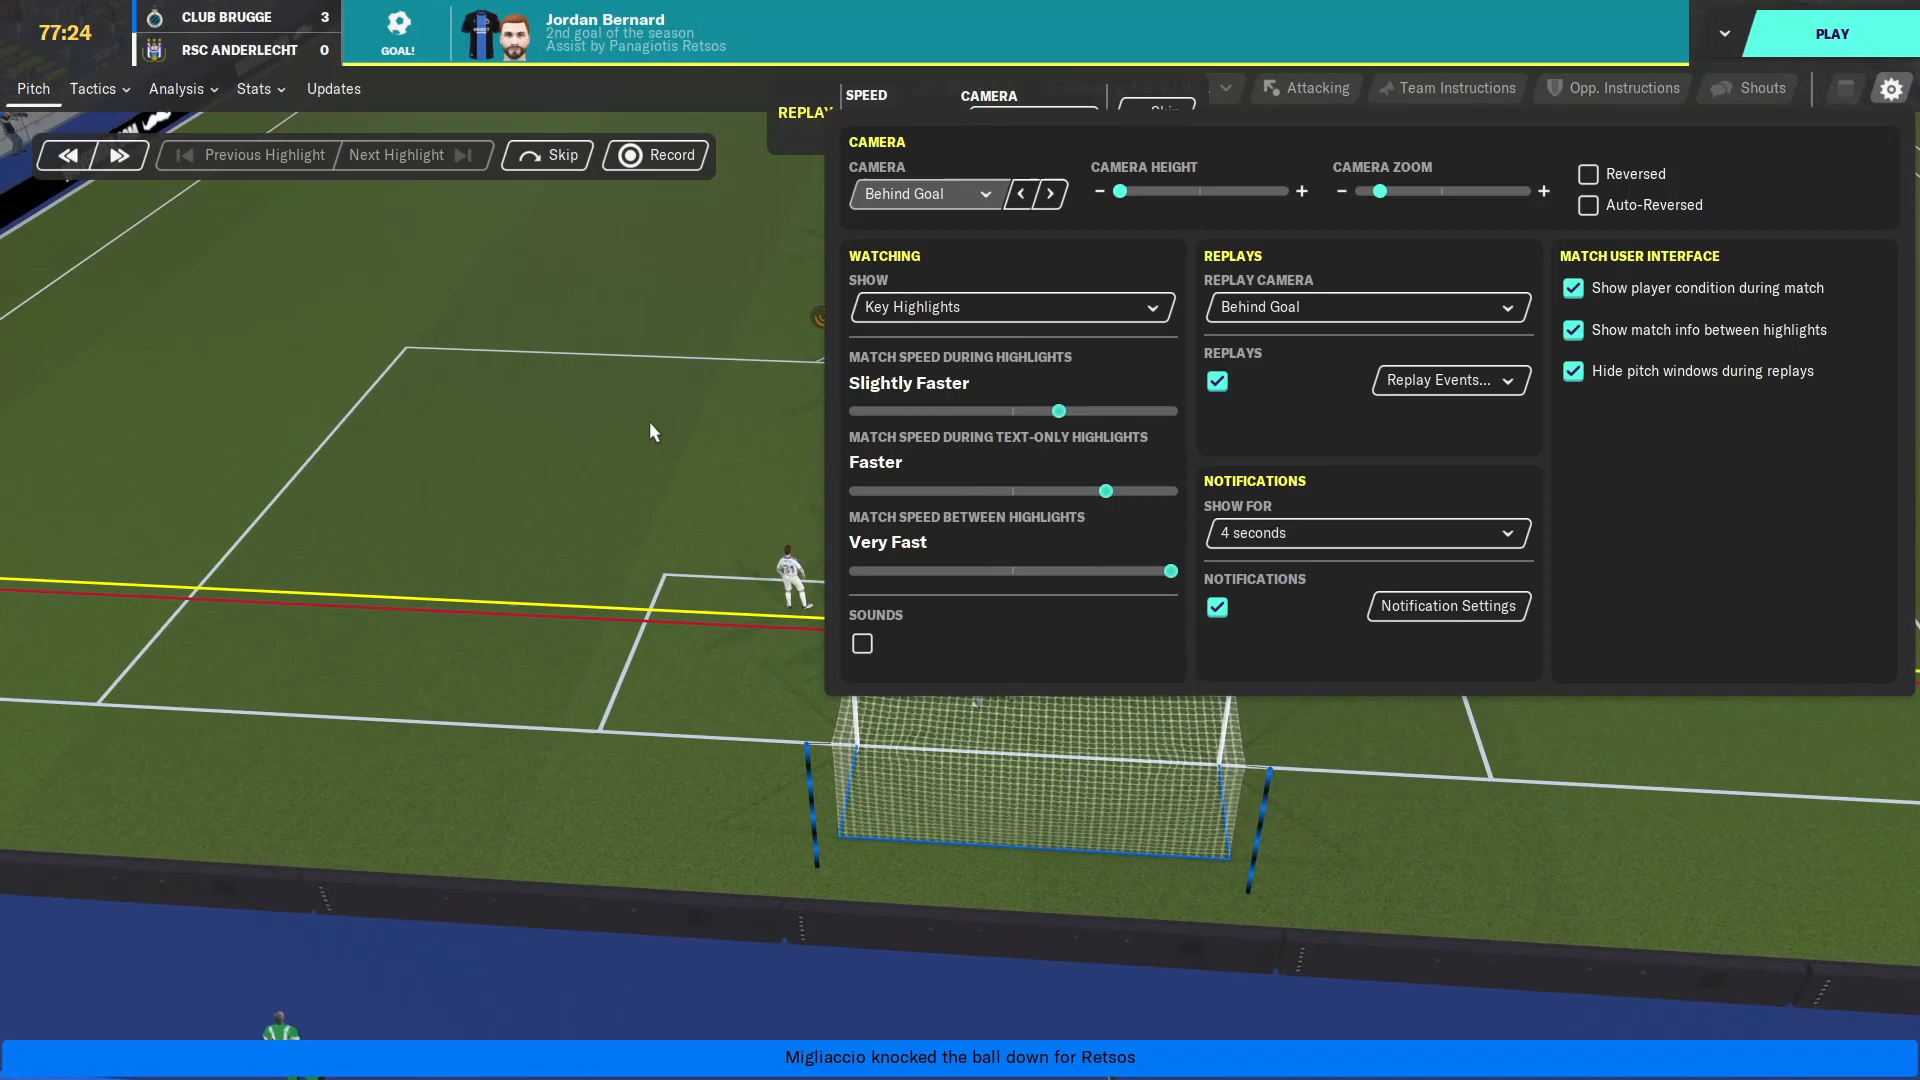 77:24
CLUB BRUGGE 3
RSC ANDERLECHT 0
GOAL!
Jordan Bernard
2nd goal of the season
Assist by Panagiotis Retsos
PLAY
Pitch
Tactics
Analysis
Stats
Updates
Attacking
Team Instructions
Opp. Instructions
Shouts
REPLAY
SPEED
CAMERA
Skip
Previous Highlight
Next Highlight
Skip
Record
CAMERA
CAMERA
Behind Goal
CAMERA HEIGHT
CAMERA ZOOM
Reversed
Auto-Reversed
WATCHING
SHOW
Key Highlights
MATCH SPEED DURING HIGHLIGHTS
Slightly Faster
MATCH SPEED DURING TEXT-ONLY HIGHLIGHTS
Faster
MATCH SPEED BETWEEN HIGHLIGHTS
Very Fast
SOUNDS
REPLAYS
REPLAY CAMERA
Behind Goal
REPLAYS
Replay Events...
NOTIFICATIONS
SHOW FOR
4 seconds
NOTIFICATIONS
Notification Settings
MATCH USER INTERFACE
Show player condition during match
Show match info between highlights
Hide pitch windows during replays
31
Migliaccio knocked the ball down for Retsos